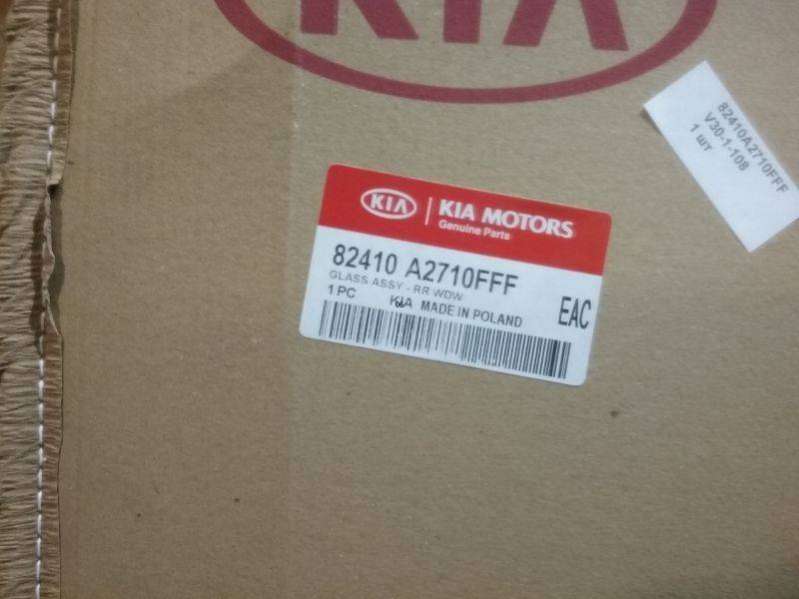 KIA
82410A2710FFF
V30-1-108
1 шт
KIA | KIA MOTORS
Genuine Parts
82410 A2710FFF
GLASS ASSY - RR WDW
1 PC KIA MADE IN POLAND
EAC